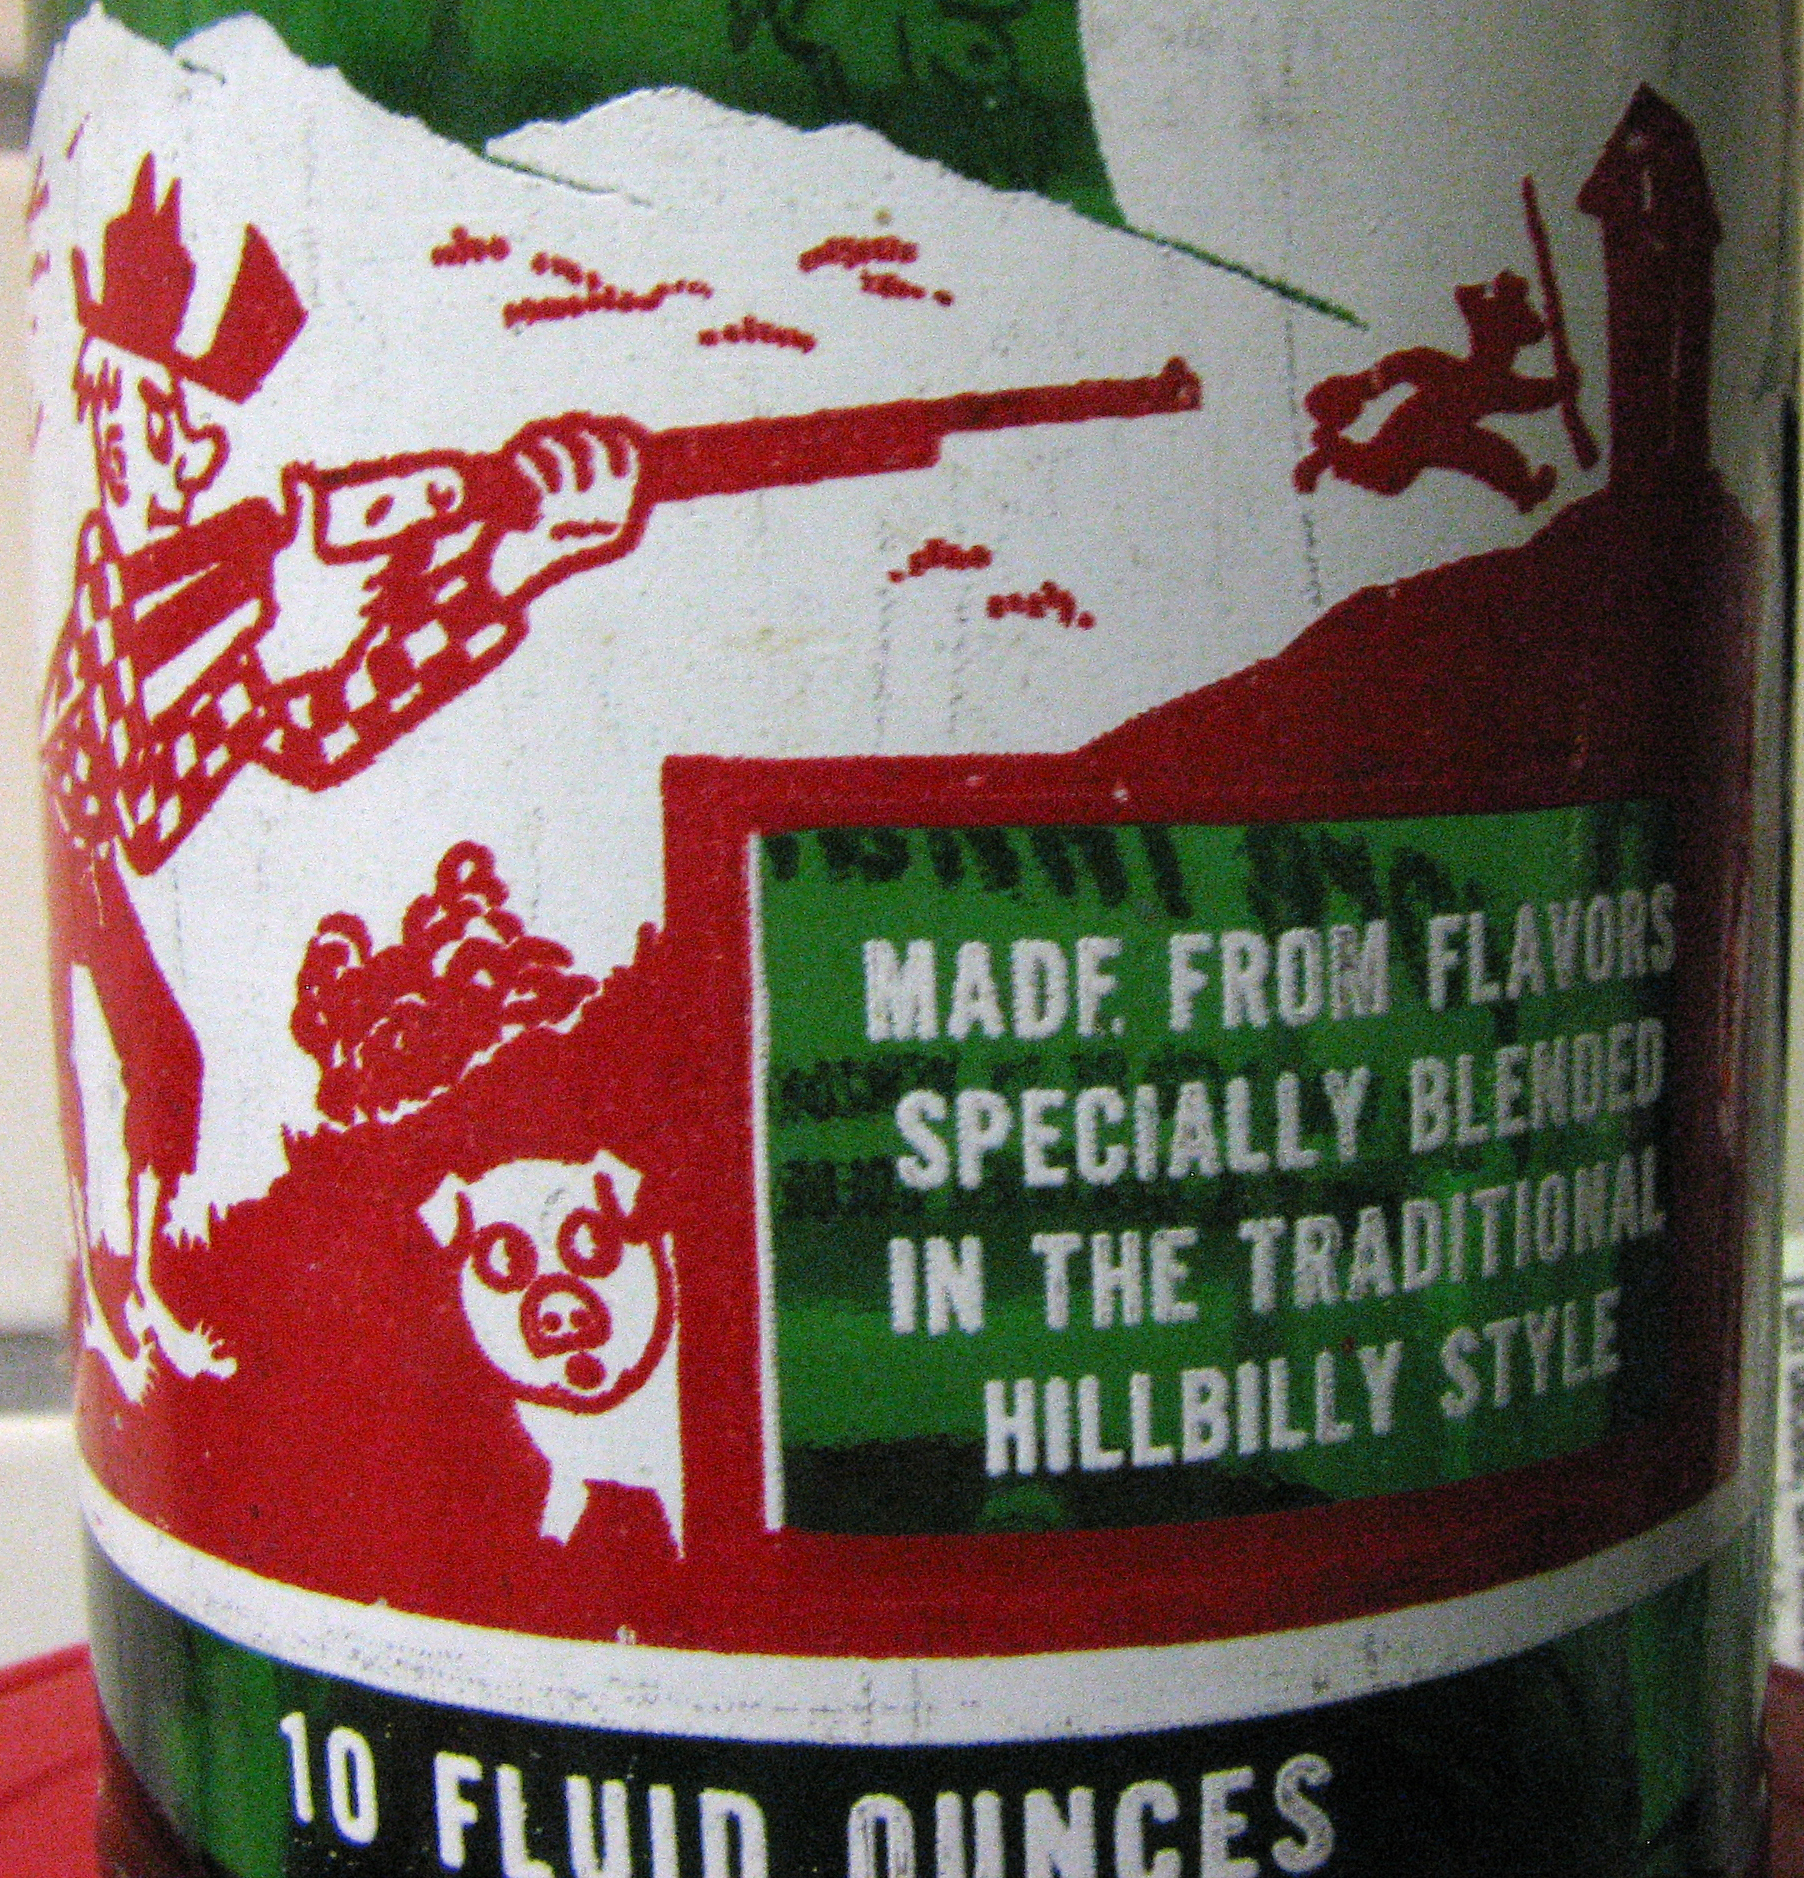 MADE FROM FLAVORS
SPECIALLY BLENDED
IN THE TRADITIONAL
HILLBILLY STYLE
10 FLUID OUNCES